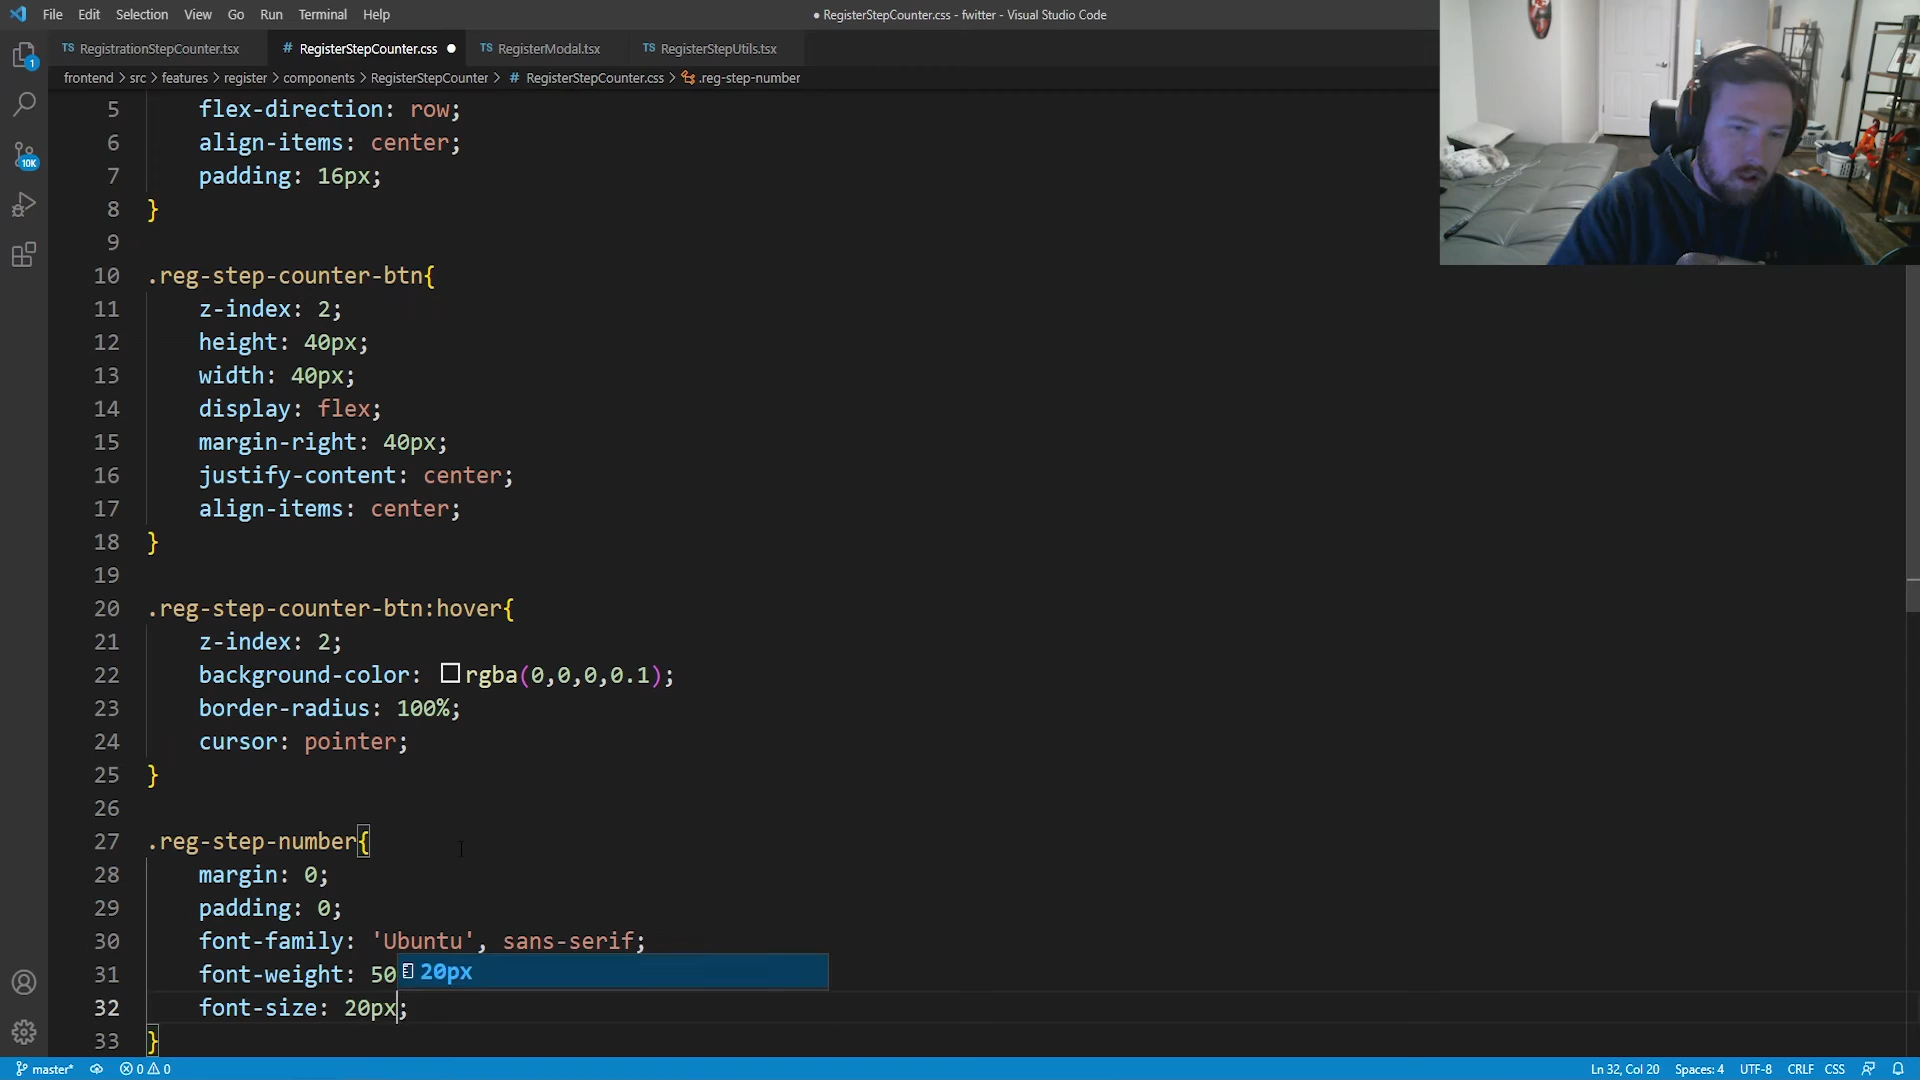 File Edit Selection View Go Run Terminal Help
● RegisterStepCounter.css - fwitter - Visual Studio Code
TS RegistrationStepCounter.tsx # RegisterStepCounter.css ● TS RegisterModal.tsx TS RegisterStepUtils.tsx
frontend > src > features > register > components > RegisterStepCounter > # RegisterStepCounter.css > .reg-step-number
1
10K
5 flex-direction: row;
6 align-items: center;
7 padding: 16px;
8 }
9
10 .reg-step-counter-btn{
11 z-index: 2;
12 height: 40px;
13 width: 40px;
14 display: flex;
15 margin-right: 40px;
16 justify-content: center;
17 align-items: center;
18 }
19
20 .reg-step-counter-btn:hover{
21 z-index: 2;
22 background-color: rgba(0,0,0,0.1);
23 border-radius: 100%;
24 cursor: pointer;
25 }
26
27 .reg-step-number{
28 margin: 0;
29 padding: 0;
30 font-family: 'Ubuntu', sans-serif;
31 font-weight: 50
20px
32 font-size: 20px;
33 }
master* 0 0 Ln 32, Col 20 Spaces: 4 UTF-8 CRLF CSS